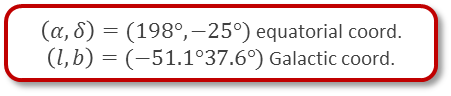 (α, δ) = (198°, −25°) equatorial coord.
(l, b) = (−51.1°37.6°) Galactic coord.